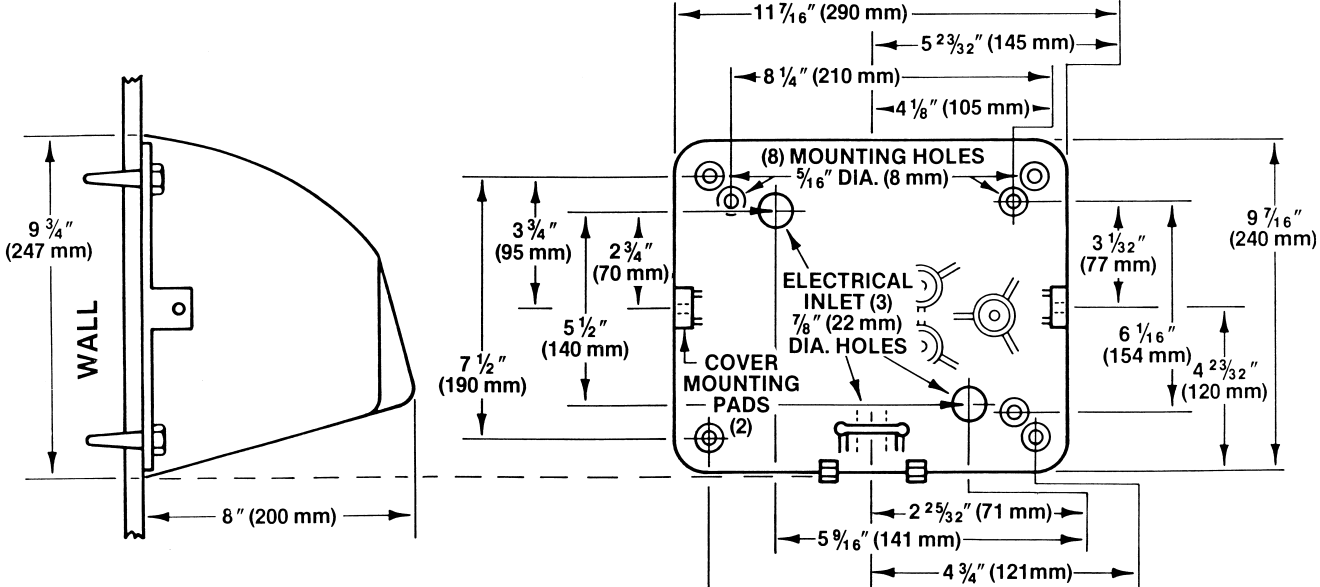 11 7/16" (290 mm)
5 23/32" (145 mm)
8 1/4" (210 mm)
4 1/8" (105 mm)
(8) MOUNTING HOLES
5/16" DIA. (8 mm)
9 3/4"
(247 mm)
WALL
8" (200 mm)
3 3/4"
(95 mm)
2 3/4"
(70 mm)
5 1/2"
(140 mm)
7 1/2"
(190 mm)
ELECTRICAL
INLET (3)
7/8" (22 mm)
DIA. HOLES
COVER
MOUNTING
PADS
(2)
3 1/32"
(77 mm)
9 7/16"
(240 mm)
6 1/16"
(154 mm)
4 23/32"
(120 mm)
2 25/32" (71 mm)
5 9/16" (141 mm)
4 3/4" (121mm)